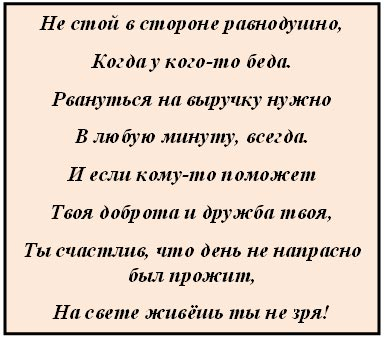 Не стой в стороне равнодушно,
Когда у кого-то беда.
Рвануться на выручку нужно
В любую минуту, всегда.
И если кому-то поможет
Твоя доброта и дружба твоя,
Ты счастлив, что день не напрасно
был прожит,
На свете живёшь ты не зря!